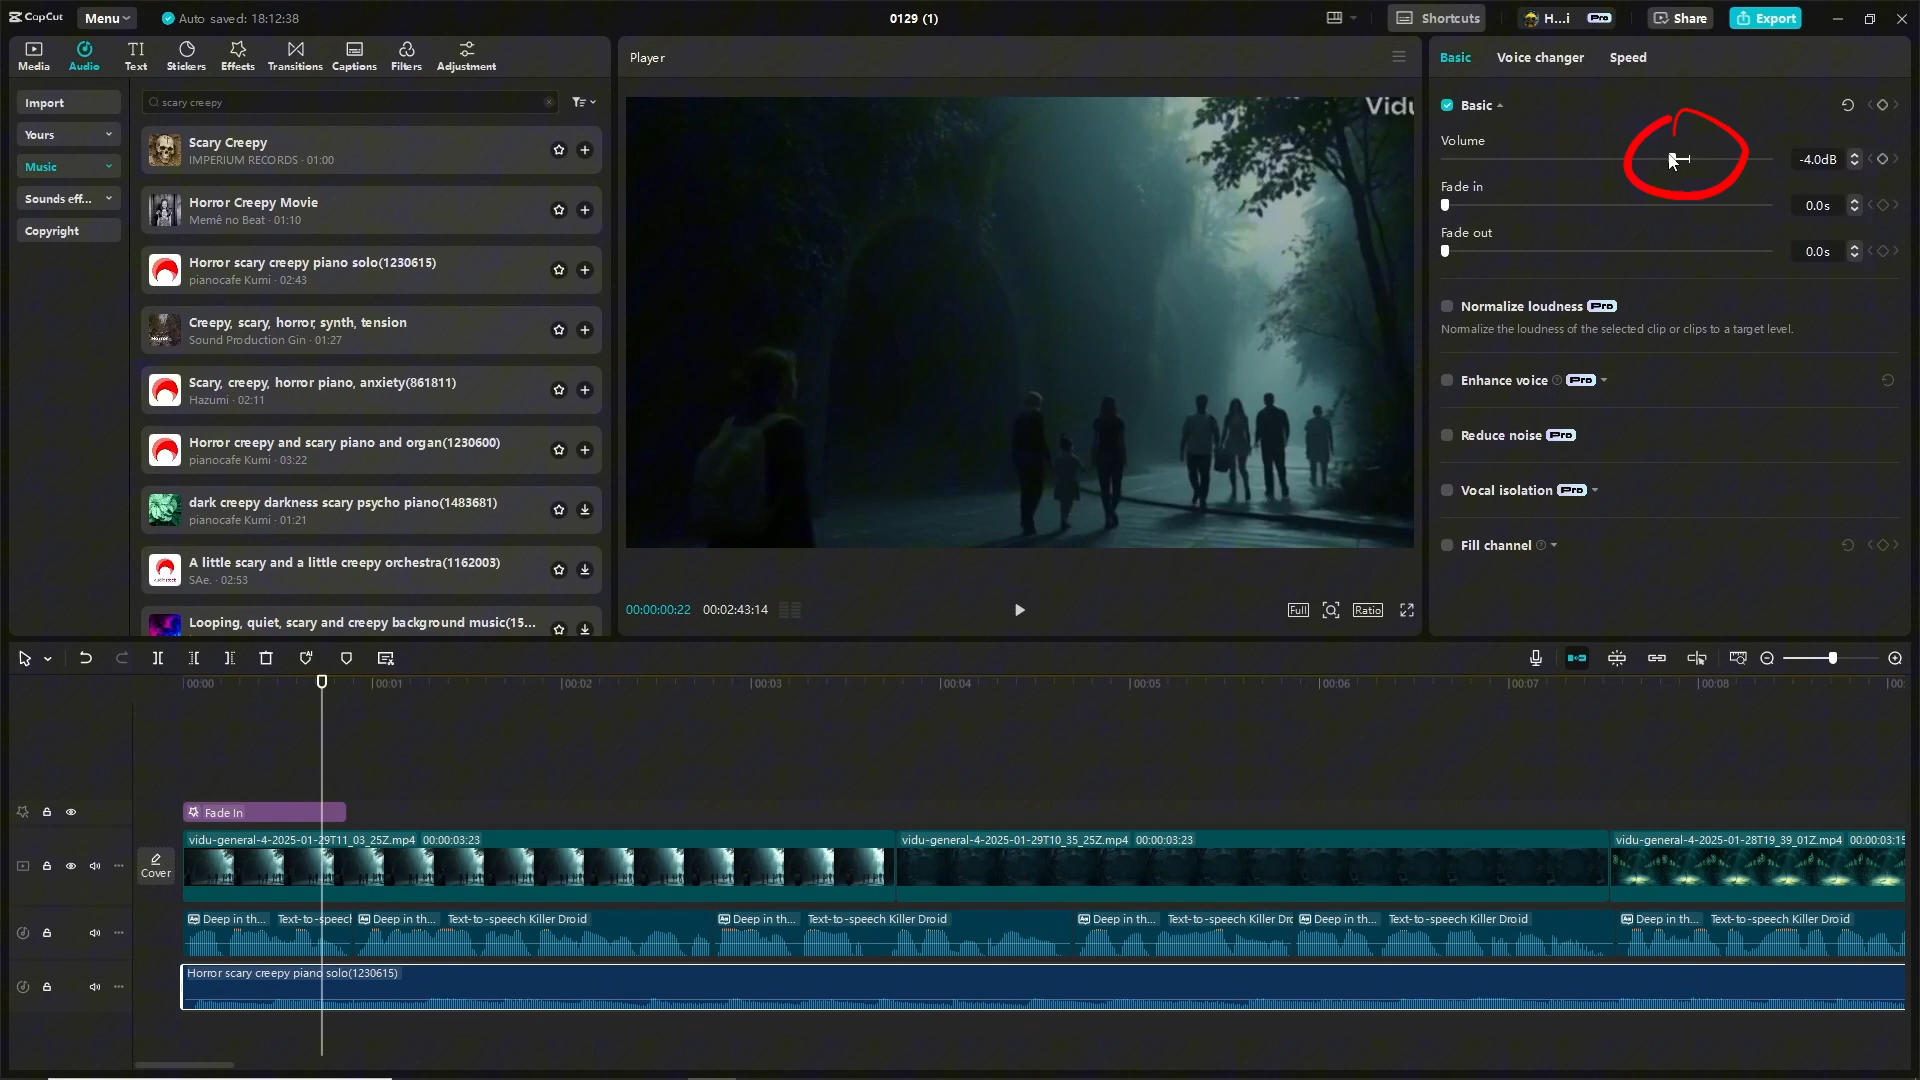 CapCut
Menu
Auto saved: 18:12:38
0129 (1)
Shortcuts
H...i
Pro
Share
Export
Media
Audio
Text
Stickers
Effects
Transitions
Captions
Filters
Adjustment
Import
Yours
Music
Sounds eff...
Copyright
scary creepy
Scary Creepy
IMPERIUM RECORDS · 01:00
Horror Creepy Movie
Memê no Beat · 01:10
Horror scary creepy piano solo(1230615)
pianocafe Kumi · 02:43
Creepy, scary, horror, synth, tension
Sound Production Gin · 01:27
Scary, creepy, horror piano, anxiety(861811)
Hazumi · 02:11
Horror creepy and scary piano and organ(1230600)
pianocafe Kumi · 03:22
dark creepy darkness scary psycho piano(1483681)
pianocafe Kumi · 01:21
A little scary and a little creepy orchestra(1162003)
SAe. · 02:53
Looping, quiet, scary and creepy background music(15...
Player
Vidu
00:00:00:22 00:02:43:14
Full
Ratio
Basic
Voice changer
Speed
Basic
Volume
-4.0dB
Fade in
0.0s
Fade out
0.0s
Normalize loudness Pro
Normalize the loudness of the selected clip or clips to a target level.
Enhance voice Pro
Reduce noise Pro
Vocal isolation Pro
Fill channel
00:00 00:01 00:02 00:03 00:04 00:05 00:06 00:07 00:08 00:
Fade In
Cover
vidu-general-4-2025-01-29T11_03_25Z.mp4 00:00:03:23
vidu-general-4-2025-01-29T10_35_25Z.mp4 00:00:03:23
vidu-general-4-2025-01-28T19_39_01Z.mp4 00:00:03:15
Deep in th... Text-to-speech
Deep in th... Text-to-speech Killer Droid
Deep in th... Text-to-speech Killer Droid
Deep in th... Text-to-speech Killer Dro
Deep in th... Text-to-speech Killer Droid
Deep in th... Text-to-speech Killer Droid
Horror scary creepy piano solo(1230615)